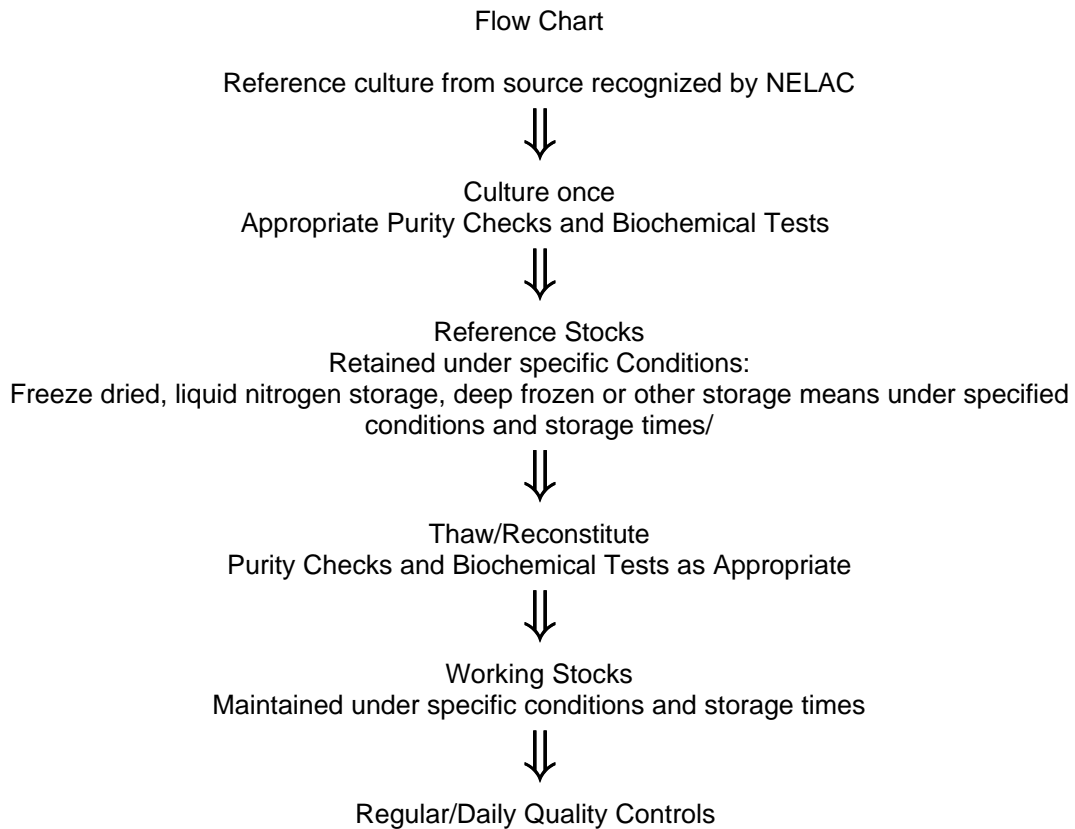 Flow Chart
Reference culture from source recognized by NELAC
Culture once
Appropriate Purity Checks and Biochemical Tests
Reference Stocks
Retained under specific Conditions:
Freeze dried, liquid nitrogen storage, deep frozen or other storage means under specified
conditions and storage times/
Thaw/Reconstitute
Purity Checks and Biochemical Tests as Appropriate
Working Stocks
Maintained under specific conditions and storage times
Regular/Daily Quality Controls